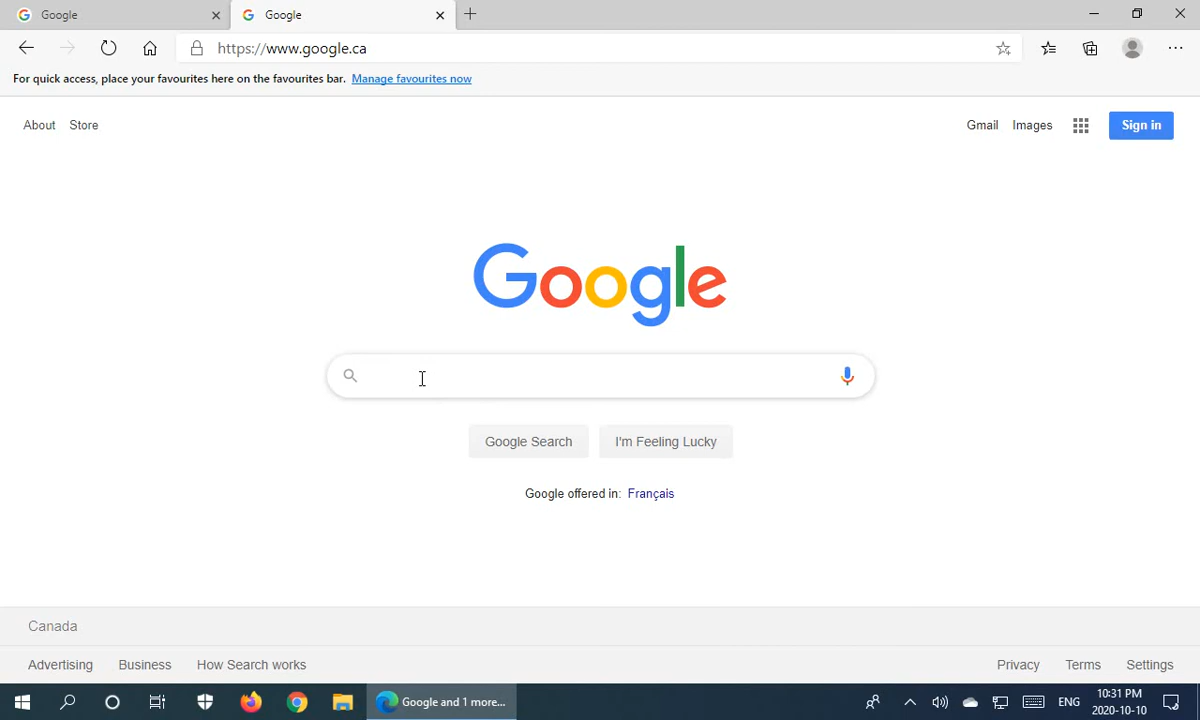 Google
Google
https://www.google.ca
For quick access, place your favourites here on the favourites bar. Manage favourites now
About Store
Gmail Images Sign in
Google
Google Search I'm Feeling Lucky
Google offered in: Français
Canada
Advertising Business How Search works
Privacy Terms Settings
Google and 1 more...
ENG
10:31 PM
2020-10-10